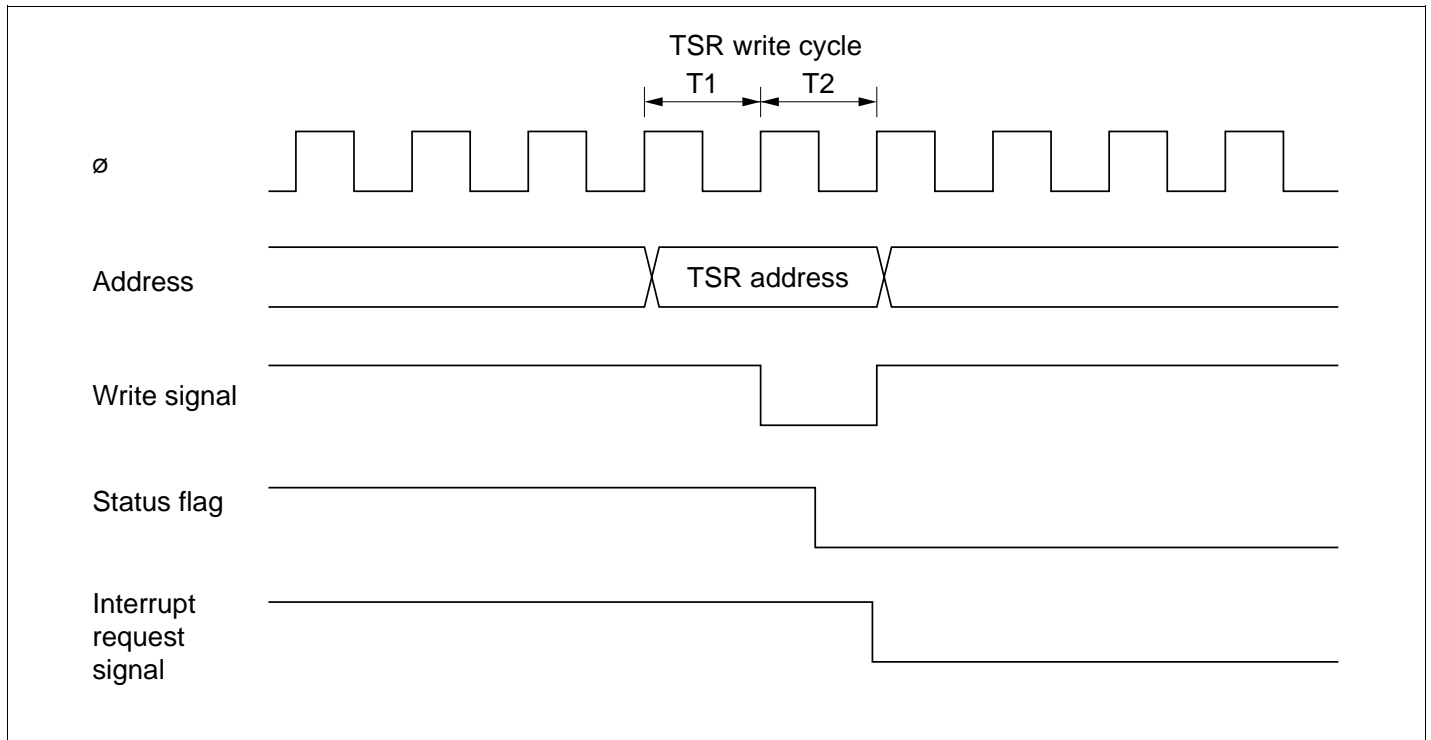 TSR write cycle
T1 T2
ø
Address
TSR address
Write signal
Status flag
Interrupt
request
signal